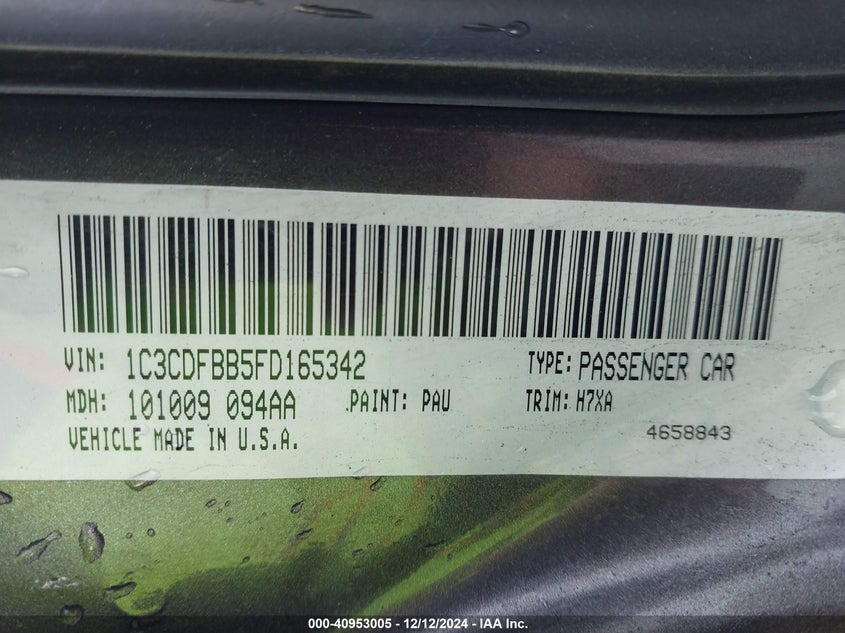 VIN: 1C3CDFBB5FD165342 TYPE: PASSENGER CAR
MDH: 101009 094AA PAINT: PAU TRIM: H7XA
VEHICLE MADE IN U.S.A. 4658843
000-40953005 - 12/12/2024 - IAA Inc.